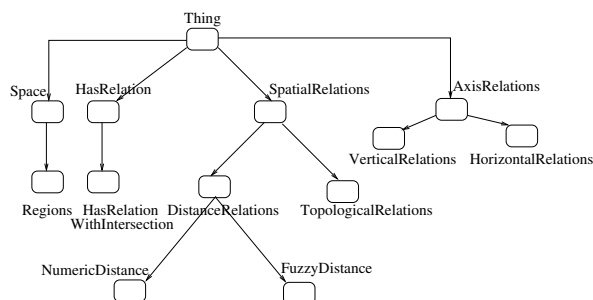 Thing
Space
HasRelation
SpatialRelations
AxisRelations
VerticalRelations
HorizontalRelations
Regions
HasRelation
WithIntersection
DistanceRelations
TopologicalRelations
NumericDistance
FuzzyDistance